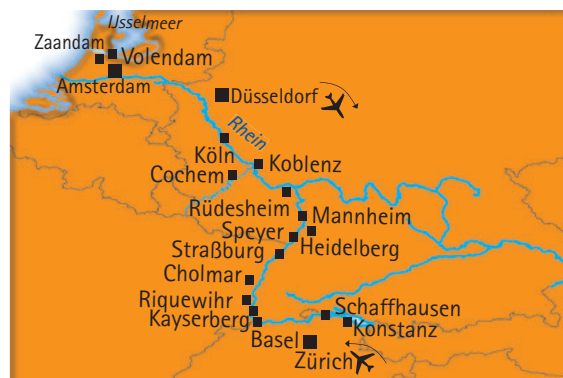 IJsselmeer
Zaandam
Volendam
Amsterdam
Düsseldorf
Rhein
Köln
Koblenz
Cochem
Rüdesheim
Mannheim
Speyer
Heidelberg
Straßburg
Cholmar
Riquewihr
Schaffhausen
Kayserberg
Konstanz
Basel
Zürich